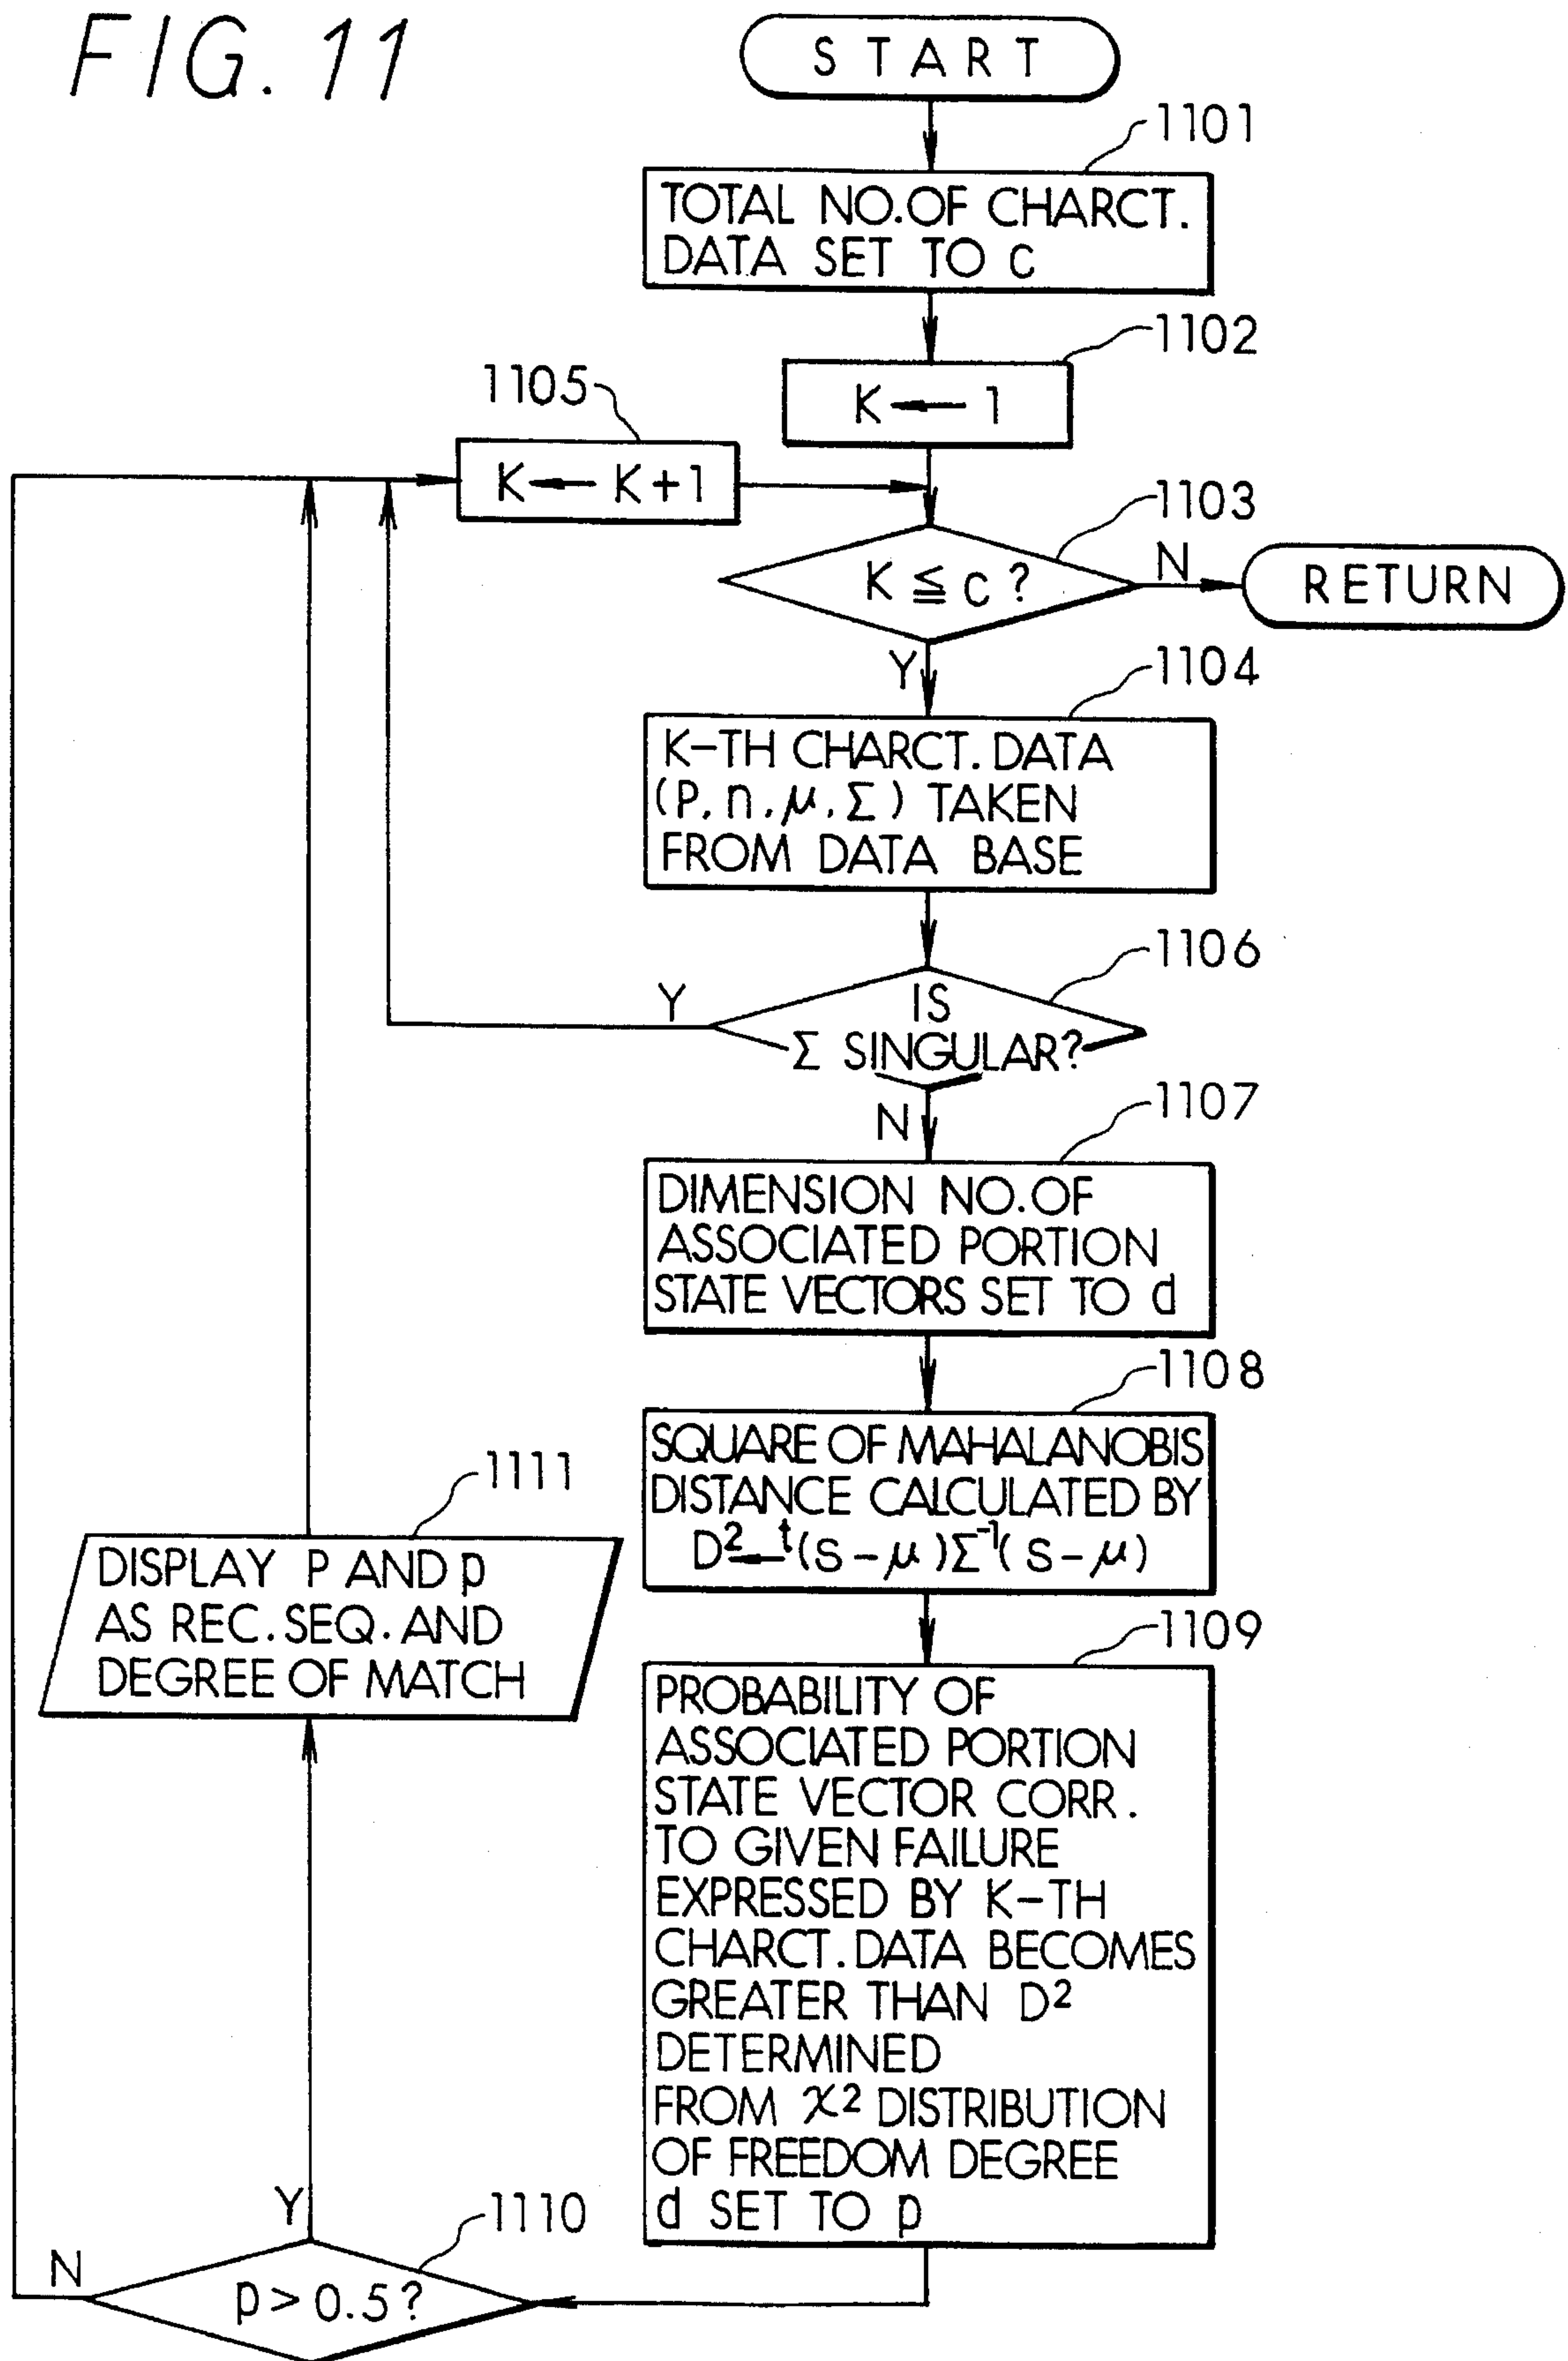 FIG. 11
START
1101
TOTAL NO. OF CHARCT.
DATA SET TO c
1102
K ← 1
1105
K ← K+1
1103
K ≦ c ?
N
RETURN
Y
1104
K-TH CHARCT. DATA
(P, n, μ, Σ) TAKEN
FROM DATA BASE
1106
IS
Σ SINGULAR?
Y
N
1107
DIMENSION NO. OF
ASSOCIATED PORTION
STATE VECTORS SET TO d
1108
SQUARE OF MAHALANOBIS
DISTANCE CALCULATED BY
D² ← ᵗ(s-μ)Σ⁻¹(s-μ)
1109
PROBABILITY OF
ASSOCIATED PORTION
STATE VECTOR CORR.
TO GIVEN FAILURE
EXPRESSED BY K-TH
CHARCT. DATA BECOMES
GREATER THAN D²
DETERMINED
FROM χ² DISTRIBUTION
OF FREEDOM DEGREE
d SET TO p
1111
DISPLAY P AND p
AS REC. SEQ. AND
DEGREE OF MATCH
1110
p > 0.5?
Y
N